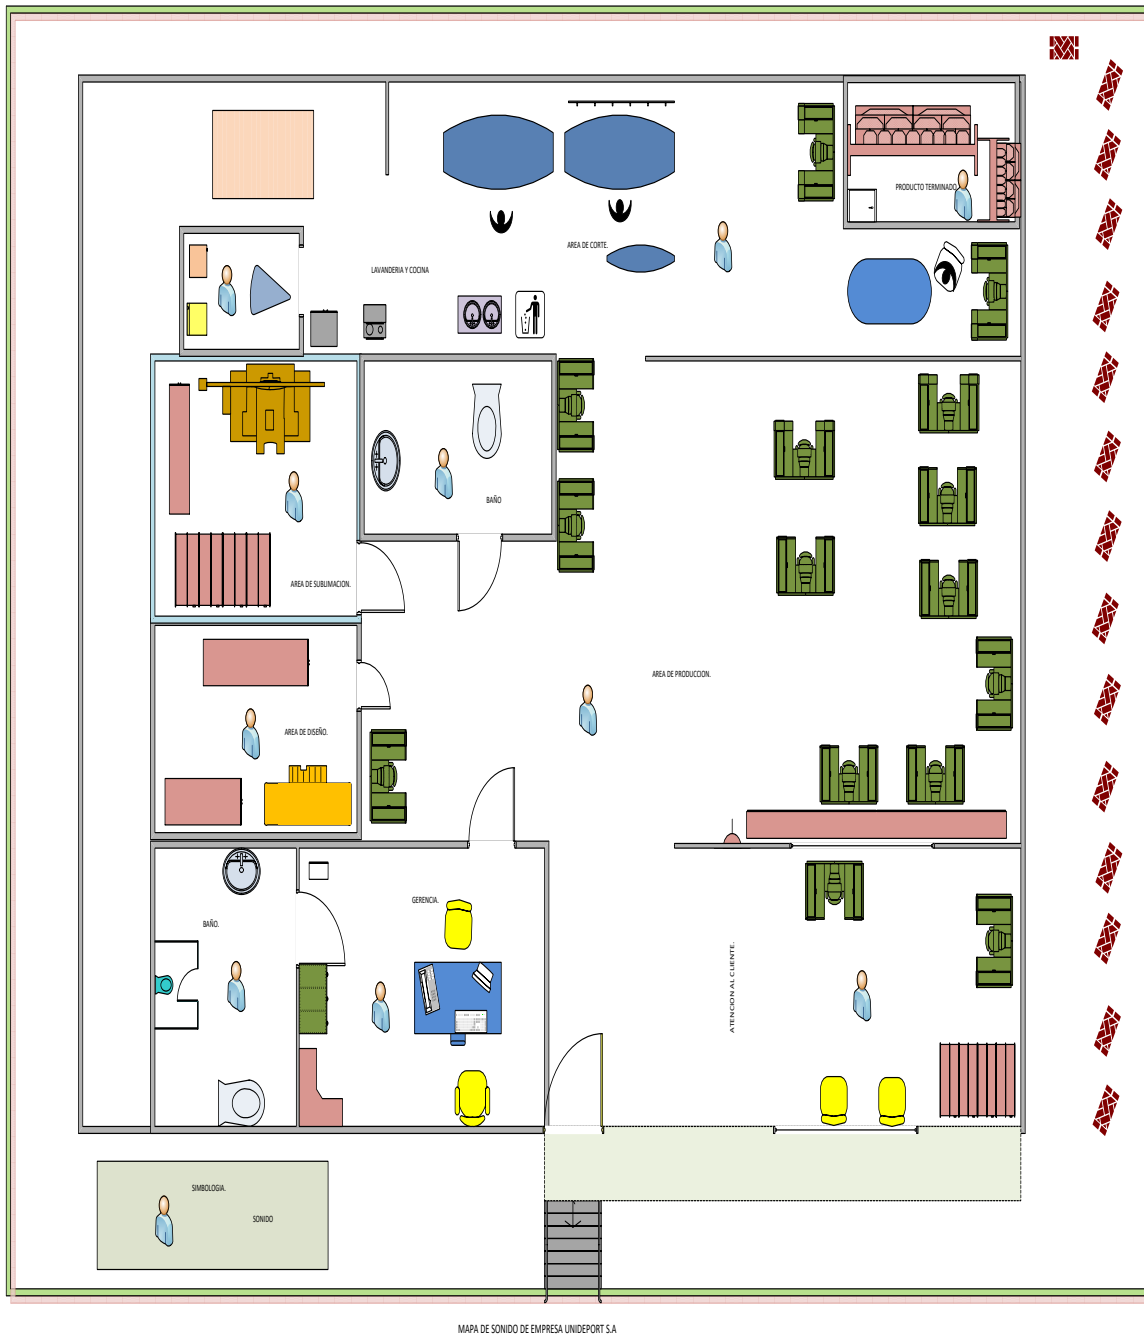 PRODUCTO TERMINADO
AREA DE CORTE.
LAVANDERIA Y COCINA
BAÑO
AREA DE SUBLIMACION.
AREA DE PRODUCCION.
AREA DE DISEÑO.
GERENCIA.
BAÑO.
ATENCION AL CLIENTE.
SIMBOLOGIA.
SONIDO
MAPA DE SONIDO DE EMPRESA UNIDEPORT S.A